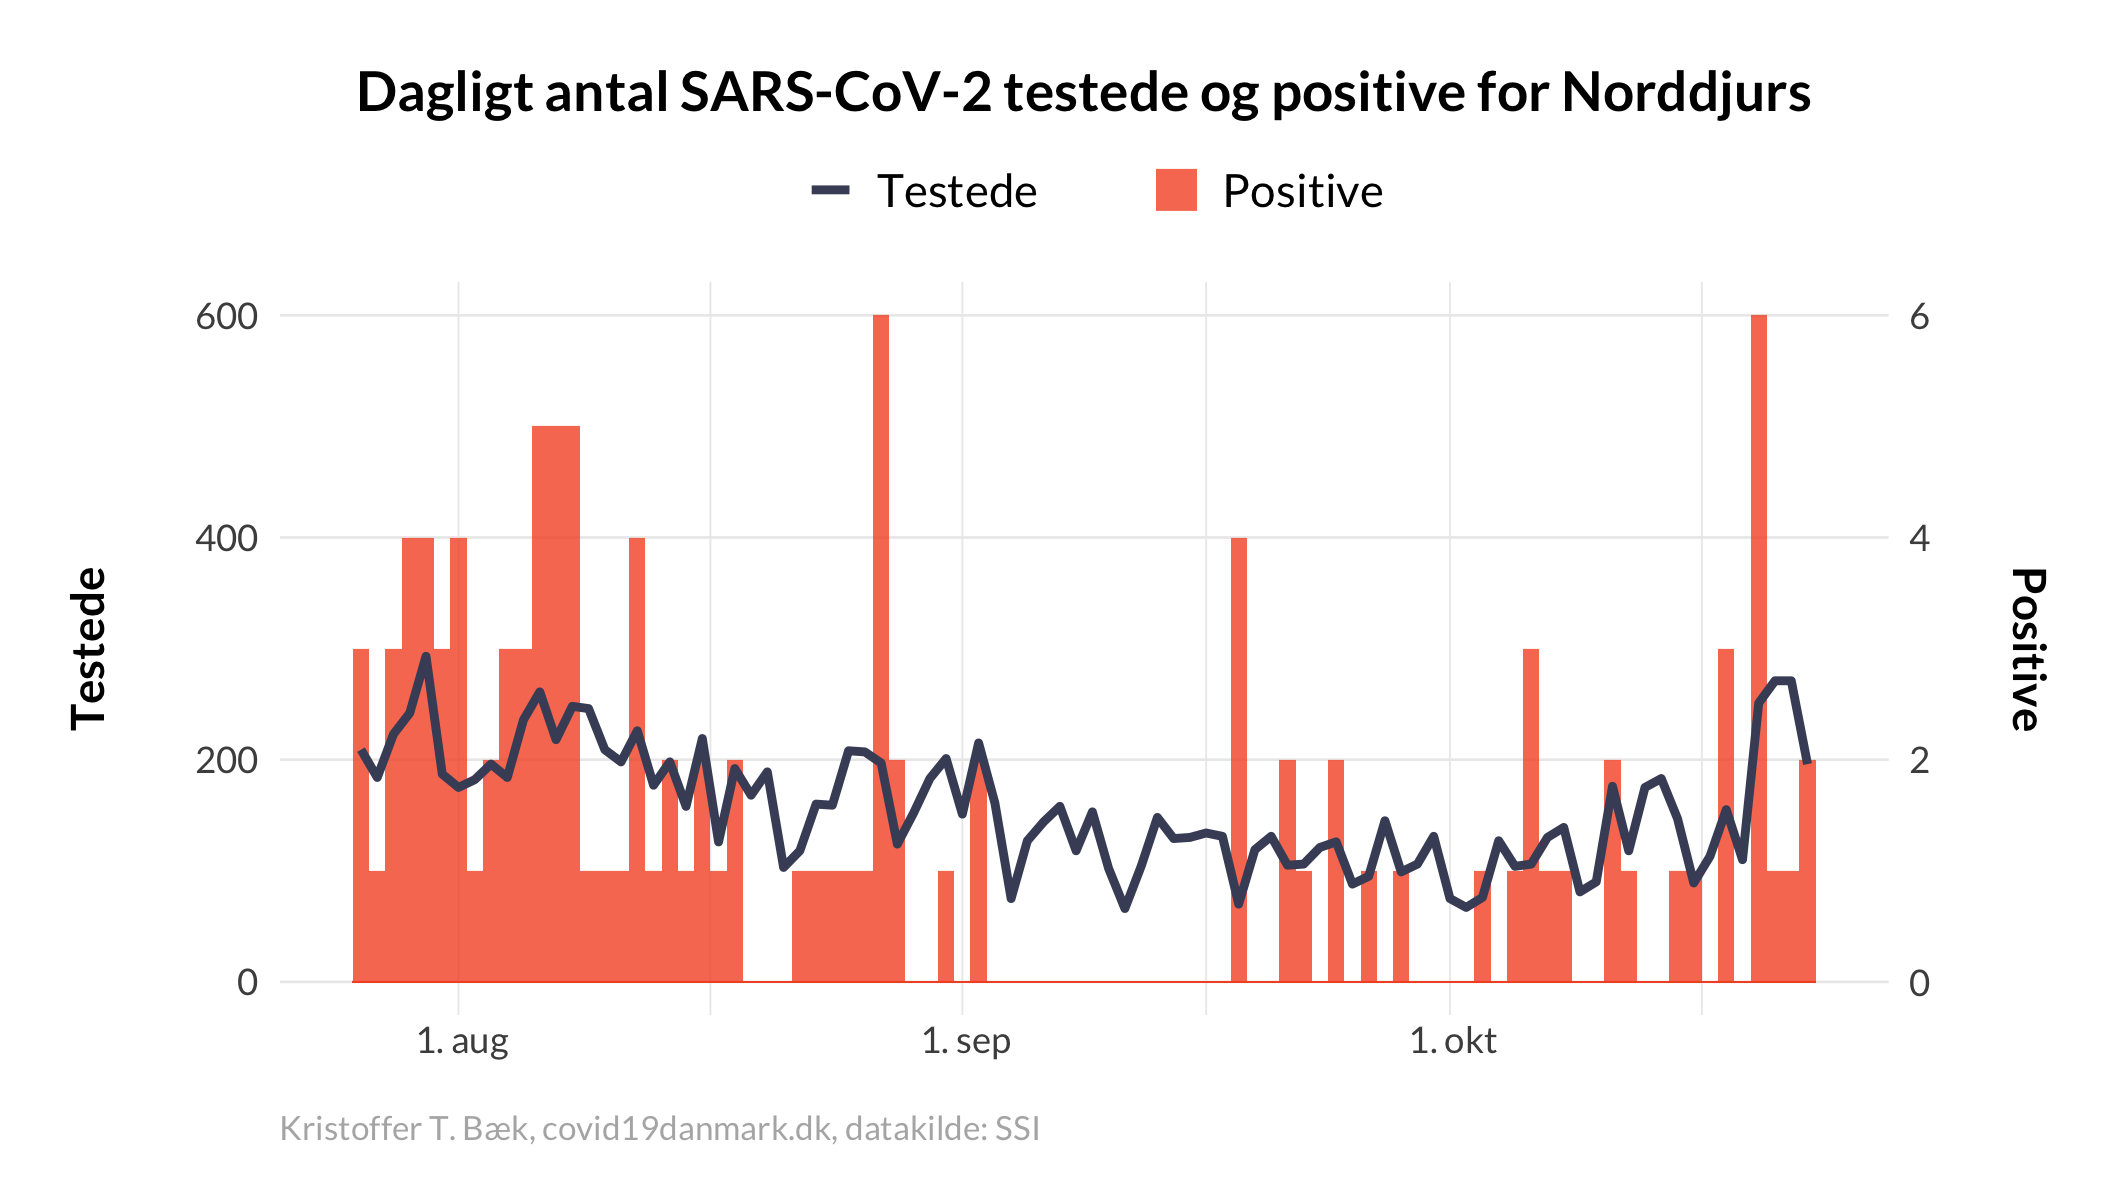 Dagligt antal SARS-CoV-2 testede og positive for Norddjurs
Testede
Positive
600
400
200
0
6
4
2
0
Testede
Positive
1. aug
1. sep
1. okt
Kristoffer T. Bæk, covid19danmark.dk, datakilde: SSI